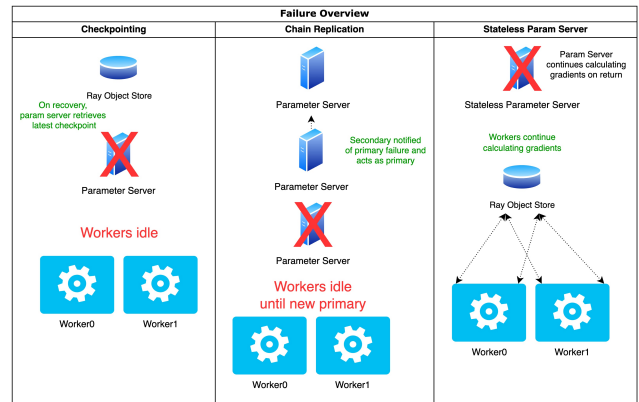 Failure Overview
Checkpointing
Chain Replication
Stateless Param Server
Ray Object Store
On recovery,
param server retrieves
latest checkpoint
Parameter Server
Workers idle
Worker0
Worker1
Parameter Server
Secondary notified
of primary failure and
acts as primary
Parameter Server
Parameter Server
Workers idle
until new primary
Worker0
Worker1
Param Server
continues calculating
gradients on return
Stateless Parameter Server
Workers continue
calculating gradients
Ray Object Store
Worker0
Worker1